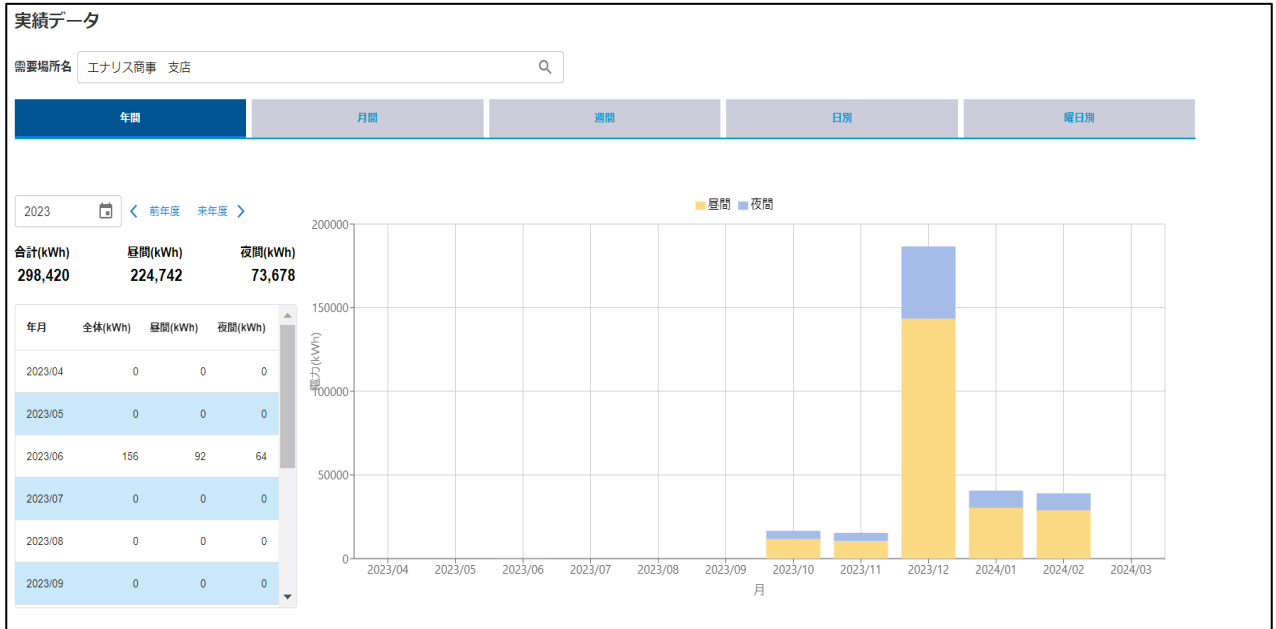 実績データ
需要場所名 エナリス商事　支店
年間 月間 週間 日別 曜日別
2023 前年度 来年度
合計(kWh) 昼間(kWh) 夜間(kWh)
298,420 224,742 73,678
年月 全体(kWh) 昼間(kWh) 夜間(kWh)
2023/04 0 0 0
2023/05 0 0 0
2023/06 156 92 64
2023/07 0 0 0
2023/08 0 0 0
2023/09 0 0 0
昼間 夜間
電力(kWh)
200000
150000
100000
50000
0
2023/04 2023/05 2023/06 2023/07 2023/08 2023/09 2023/10 2023/11 2023/12 2024/01 2024/02 2024/03
月